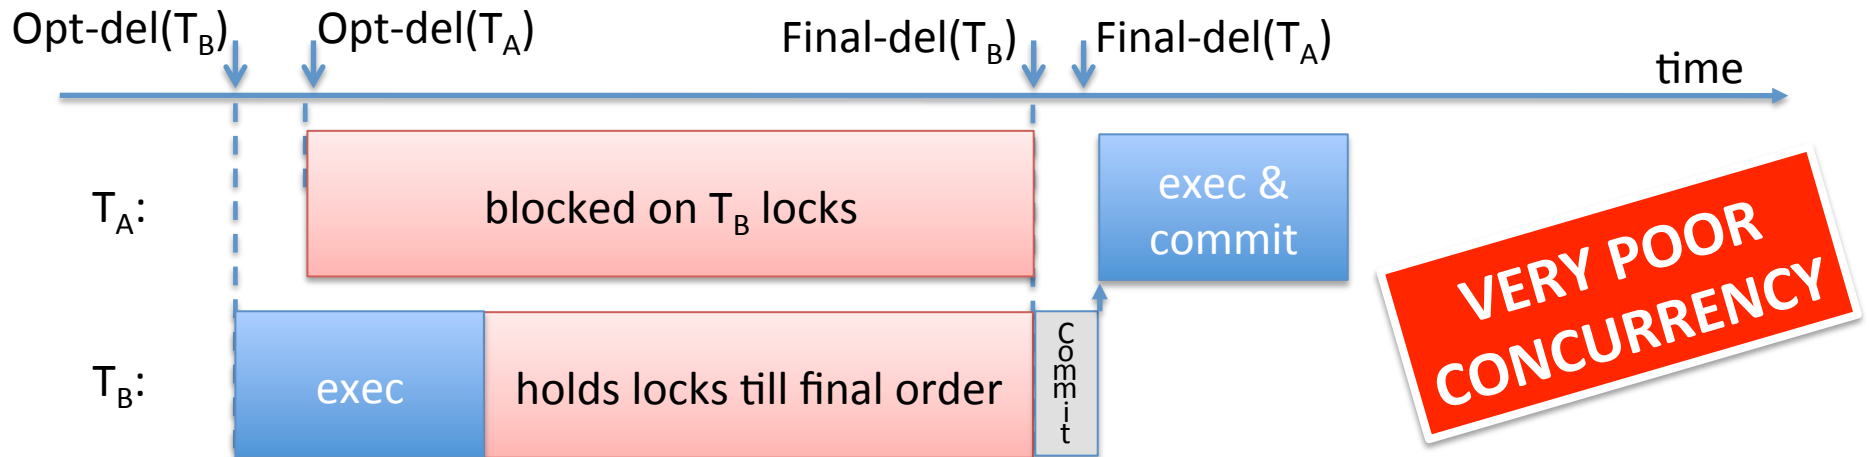 Opt-del(T_B) Opt-del(T_A) Final-del(T_B) Final-del(T_A)
time
T_A:
blocked on T_B locks
exec &
commit
VERY POOR
CONCURRENCY
T_B:
exec
holds locks till final order
Commit